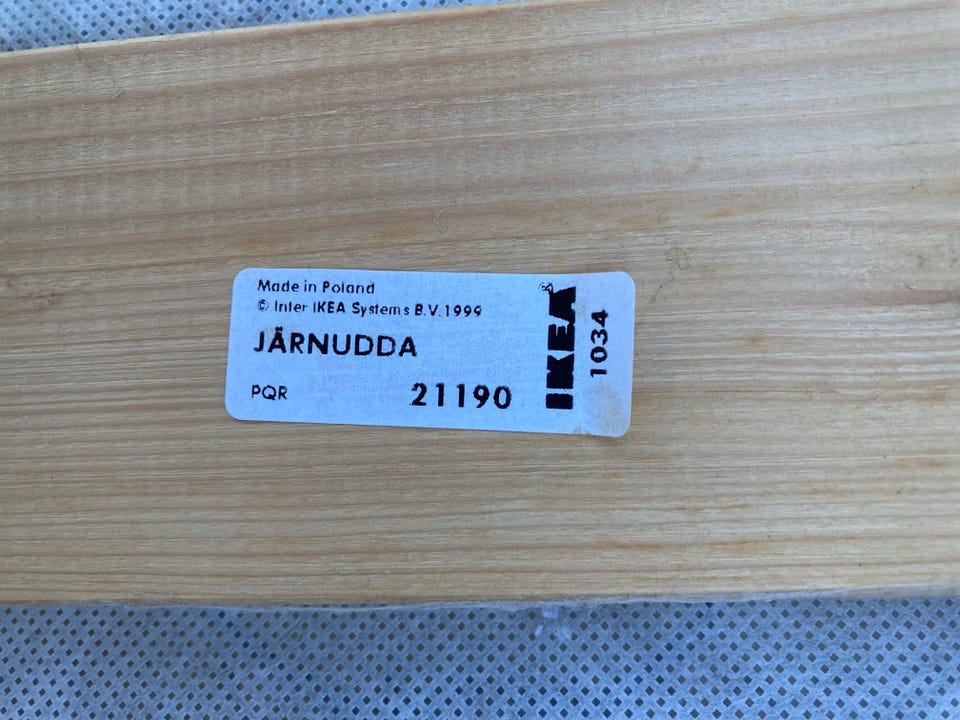 Made in Poland
© Inter IKEA Systems B.V. 1999
JÄRNUDDA
PQR 21190
IKEA®
1034